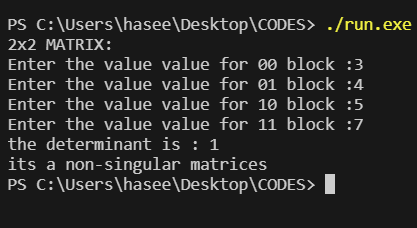 PS C:\Users\hasee\Desktop\CODES> ./run.exe
2x2 MATRIX:
Enter the value value for 00 block :3
Enter the value value for 01 block :4
Enter the value value for 10 block :5
Enter the value value for 11 block :7
the determinant is : 1
its a non-singular matrices
PS C:\Users\hasee\Desktop\CODES>